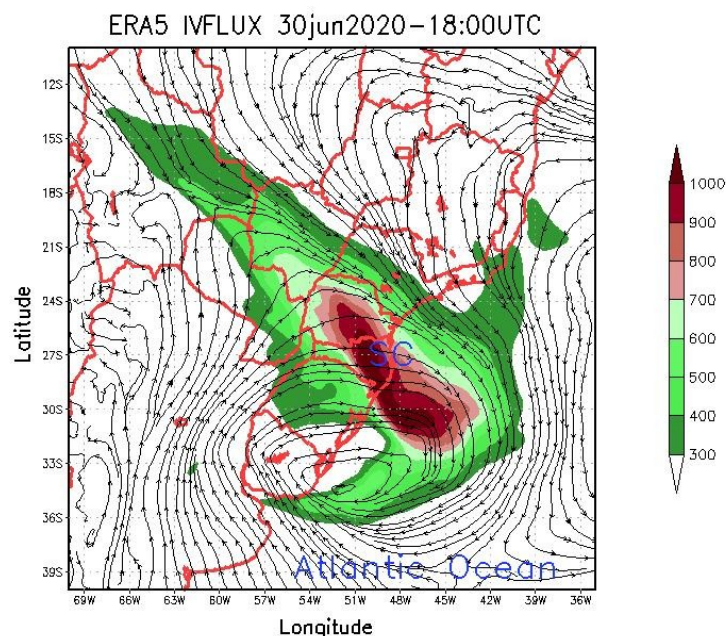 ERA5 IVFLUX 30jun2020-18:00UTC
12S
15S
18S
21S
24S
27S
30S
33S
36S
39S
Latitude
SC
Atlantic Ocean
69W 66W 63W 60W 57W 54W 51W 48W 45W 42W 39W 36W
Longitude
1000
900
800
700
600
500
400
300